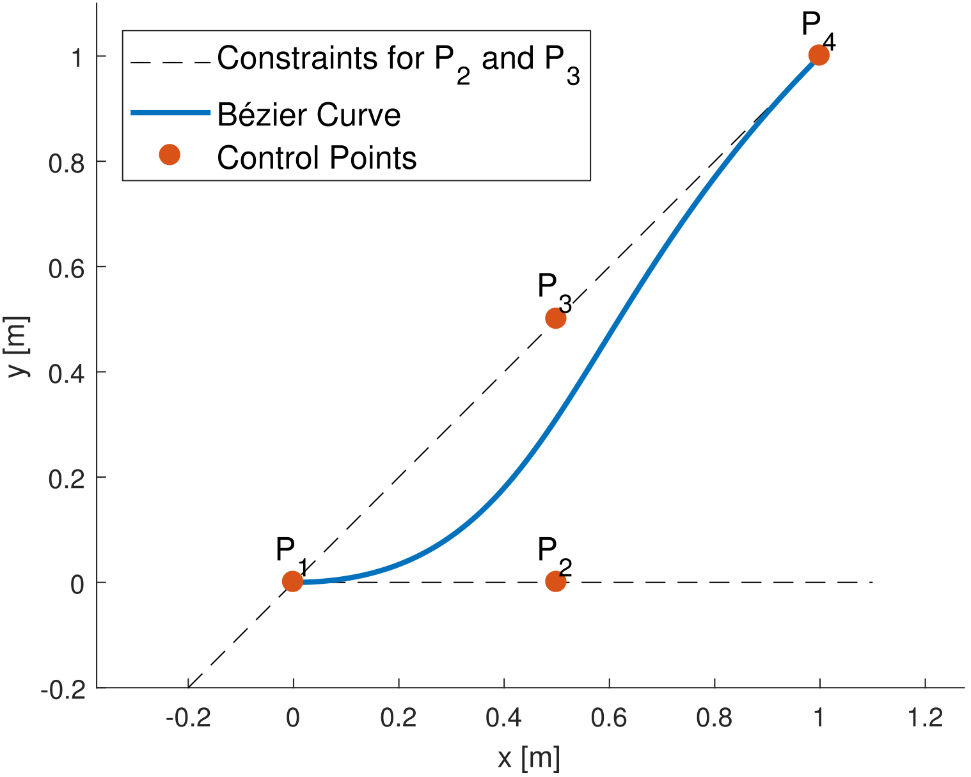 P4
Constraints for P2 and P3
Bézier Curve
Control Points
P3
P1
P2
1
0.8
0.6
0.4
0.2
0
-0.2
y [m]
-0.2 0 0.2 0.4 0.6 0.8 1 1.2
x [m]